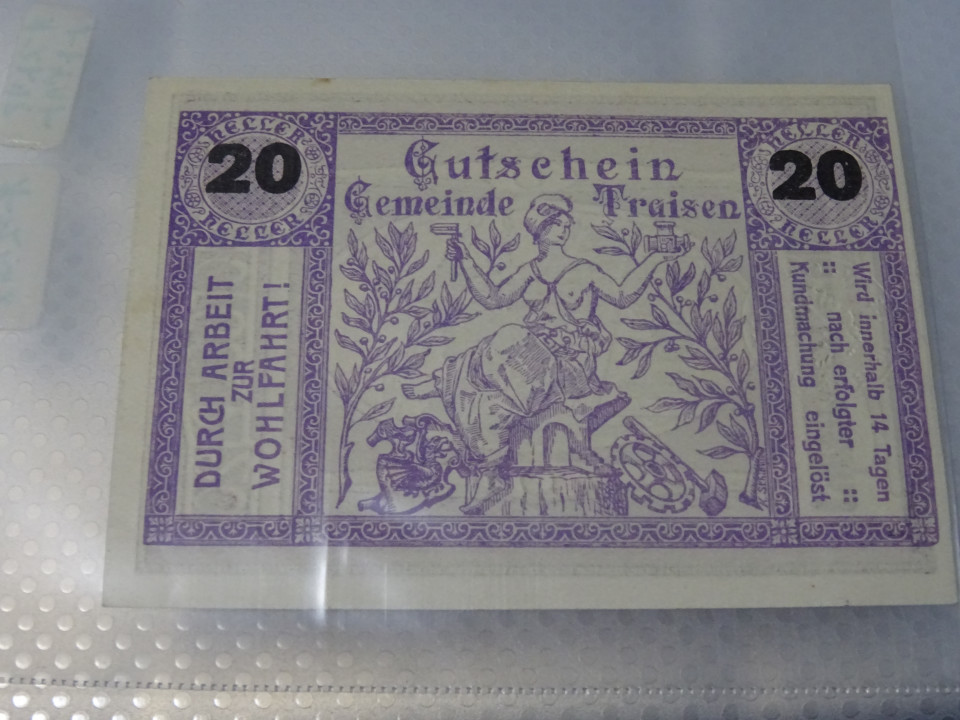 HELLER
20
HELLER
Gutschein
Gemeinde Traisen
HELLER
20
HELLER
DURCH ARBEIT
ZUR
WOHLFAHRT!
Wird innerhalb 14 Tagen
:: nach erfolgter ::
Kundmachung eingelöst